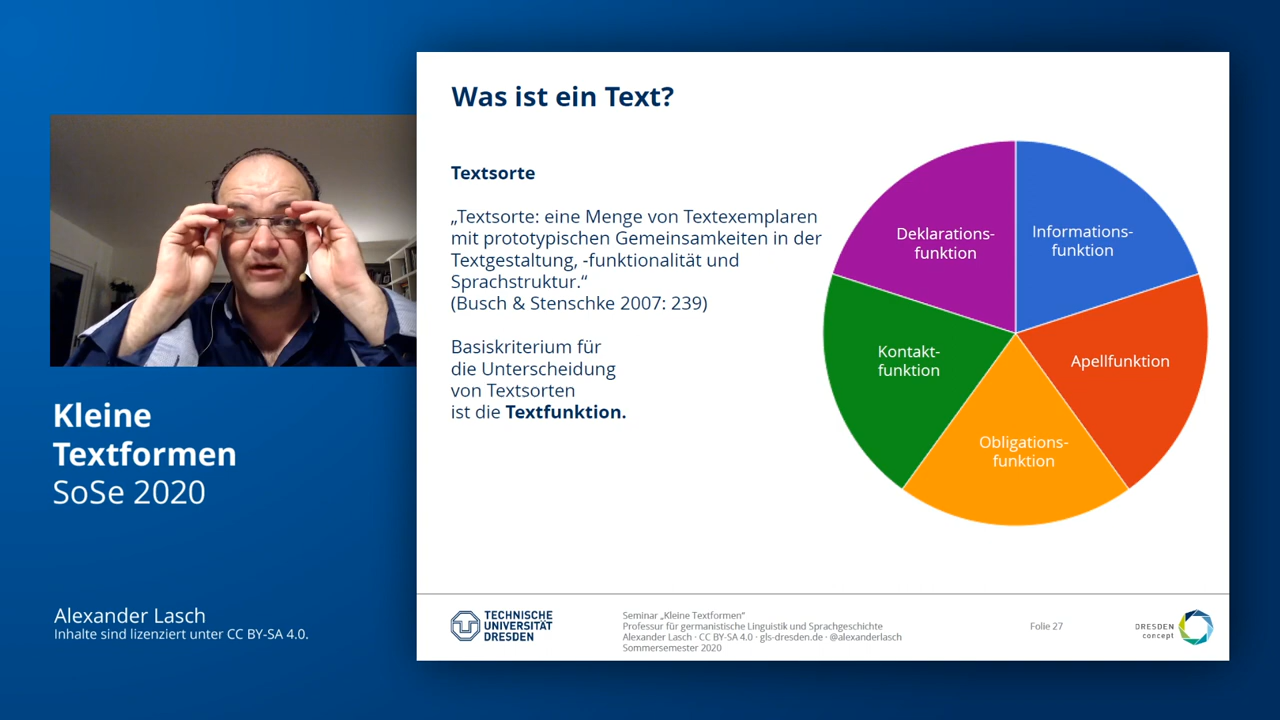 Was ist ein Text?
Textsorte
„Textsorte: eine Menge von Textexemplaren
mit prototypischen Gemeinsamkeiten in der
Textgestaltung, -funktionalität und
Sprachstruktur.“
(Busch & Stenschke 2007: 239)
Basiskriterium für
die Unterscheidung
von Textsorten
ist die Textfunktion.
Deklarations-
funktion
Informations-
funktion
Kontakt-
funktion
Apellfunktion
Obligations-
funktion
Kleine
Textformen
SoSe 2020
Alexander Lasch
Inhalte sind lizenziert unter CC BY-SA 4.0.
TECHNISCHE
UNIVERSITÄT
DRESDEN
Seminar „Kleine Textformen“
Professur für germanistische Linguistik und Sprachgeschichte
Alexander Lasch · CC BY-SA 4.0 · gls-dresden.de · @alexanderlasch
Sommersemester 2020
Folie 27
DRESDEN
concept